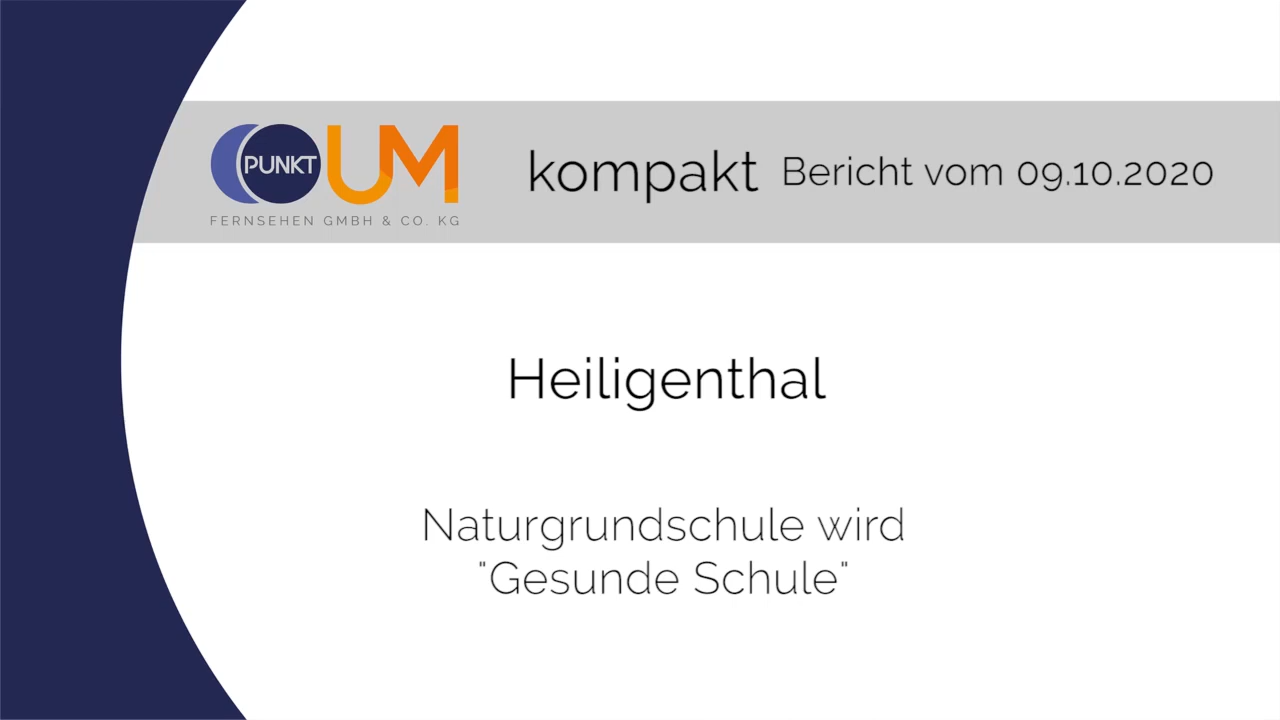 PUNKT UM
FERNSEHEN GMBH & CO. KG
kompakt Bericht vom 09.10.2020
Heiligenthal
Naturgrundschule wird
"Gesunde Schule"